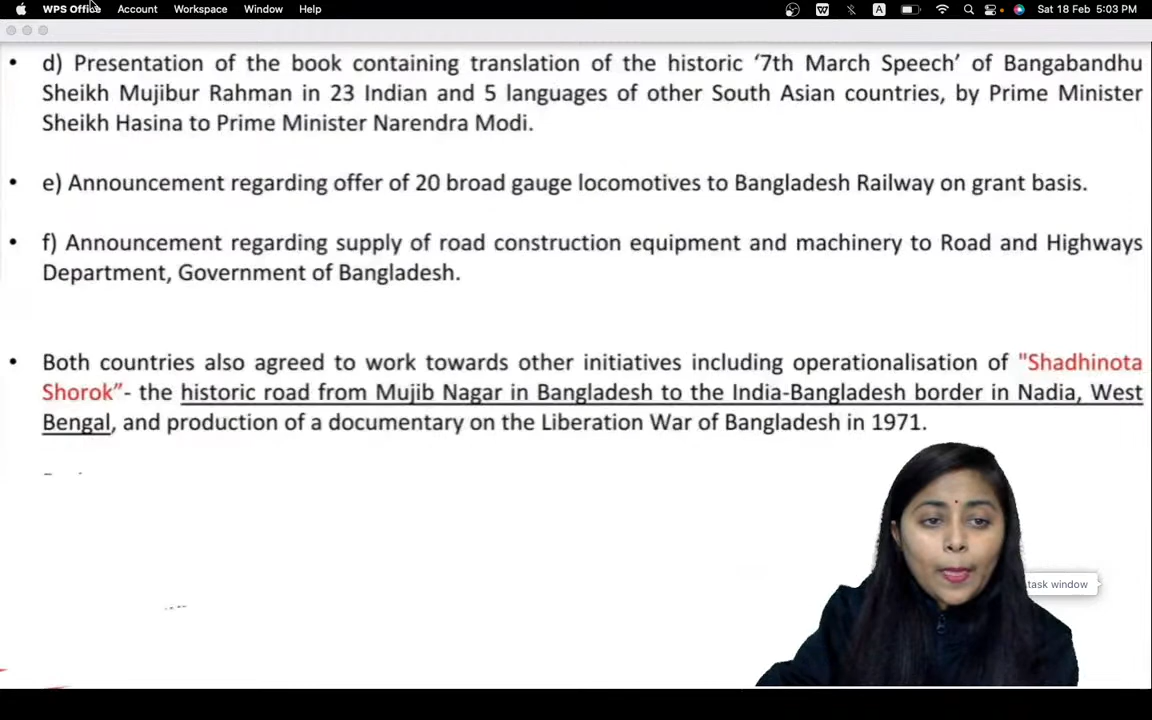 WPS Office Account Workspace Window Help A Sat 18 Feb 5:03 PM
• d) Presentation of the book containing translation of the historic ‘7th March Speech’ of Bangabandhu
Sheikh Mujibur Rahman in 23 Indian and 5 languages of other South Asian countries, by Prime Minister
Sheikh Hasina to Prime Minister Narendra Modi.
• e) Announcement regarding offer of 20 broad gauge locomotives to Bangladesh Railway on grant basis.
• f) Announcement regarding supply of road construction equipment and machinery to Road and Highways
Department, Government of Bangladesh.
• Both countries also agreed to work towards other initiatives including operationalisation of "Shadhinota
Shorok”- the historic road from Mujib Nagar in Bangladesh to the India-Bangladesh border in Nadia, West
Bengal, and production of a documentary on the Liberation War of Bangladesh in 1971.
task window